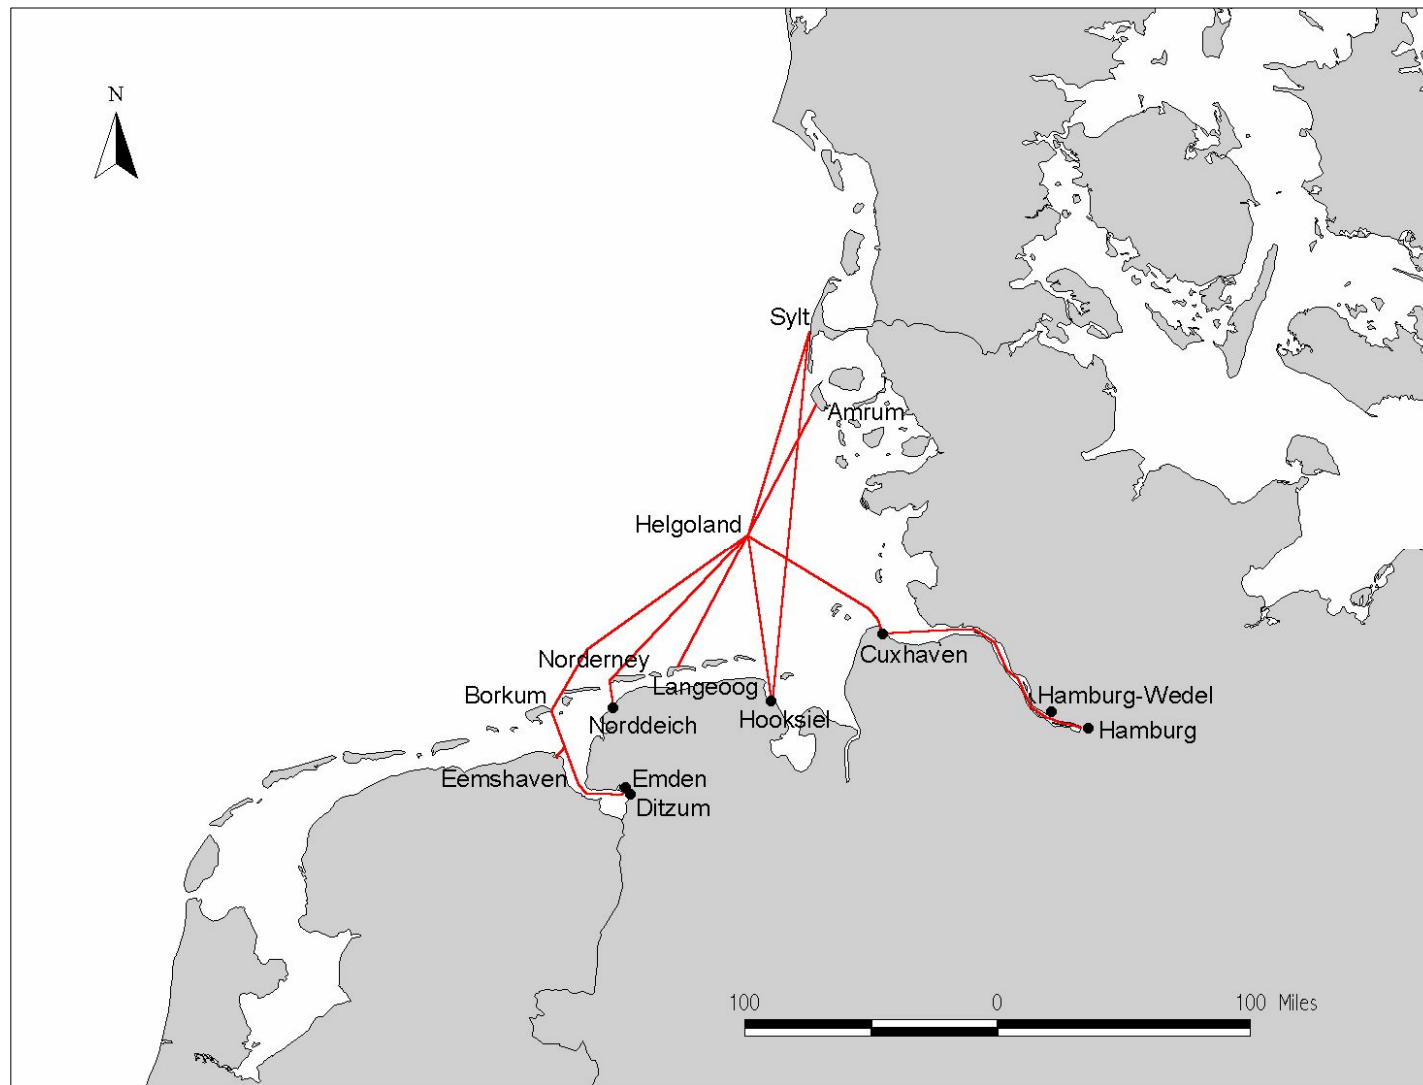 N
Sylt
Amrum
Helgoland
Norderney
Cuxhaven
Langeoog
Borkum
Hamburg-Wedel
Norddeich
Hooksiel
Hamburg
Eemshaven
Emden
Ditzum
100 0 100 Miles